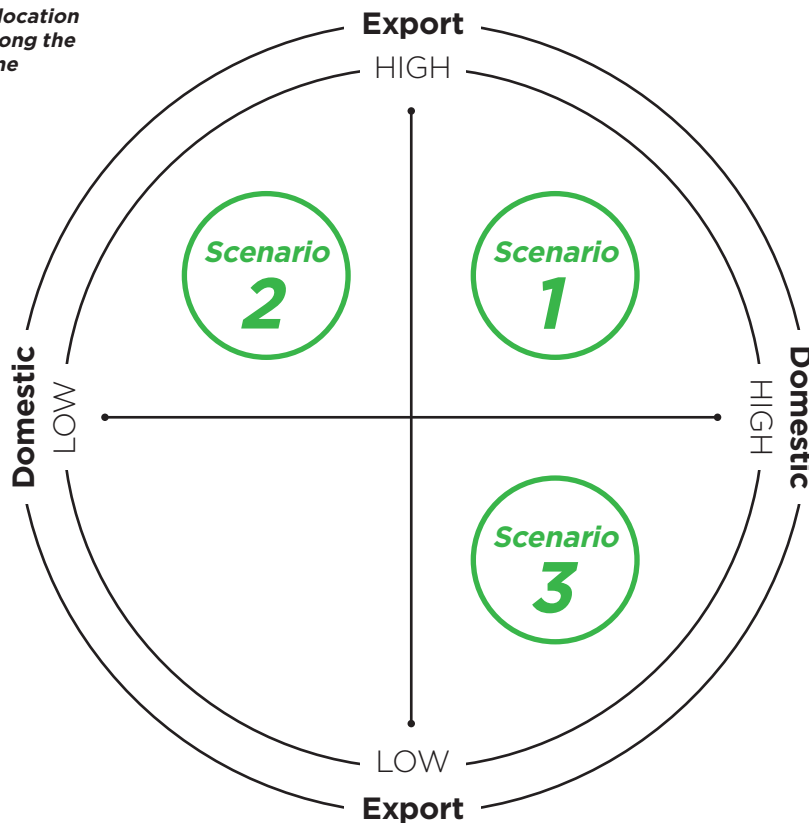 location
ong the
ne
Export
HIGH
Scenario
2
Scenario
1
Domestic
LOW
HIGH
Domestic
Scenario
3
LOW
Export